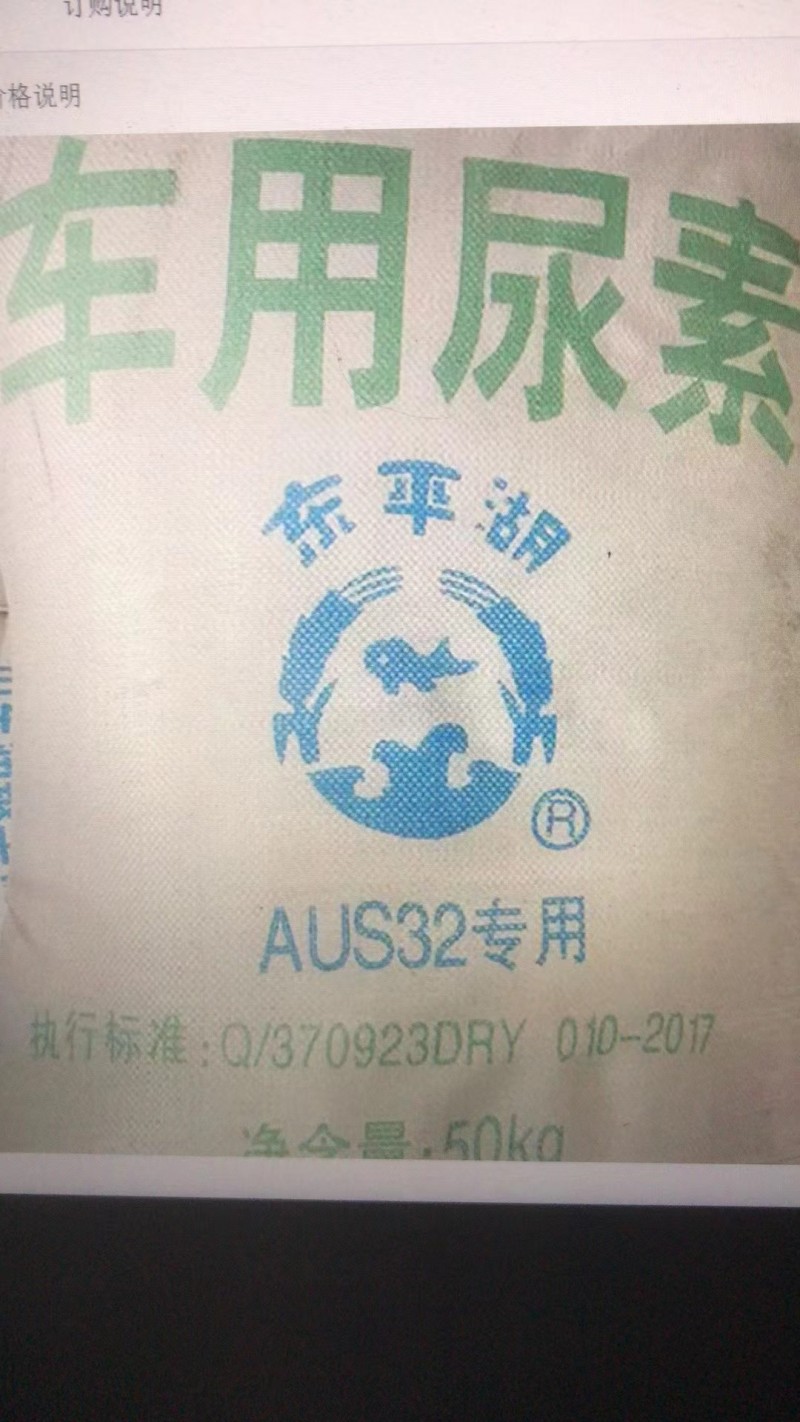 订购说明
价格说明
车用尿素
东平湖
®
AUS32专用
执行标准:Q/370923DRY 010-2017
净含量:50kg